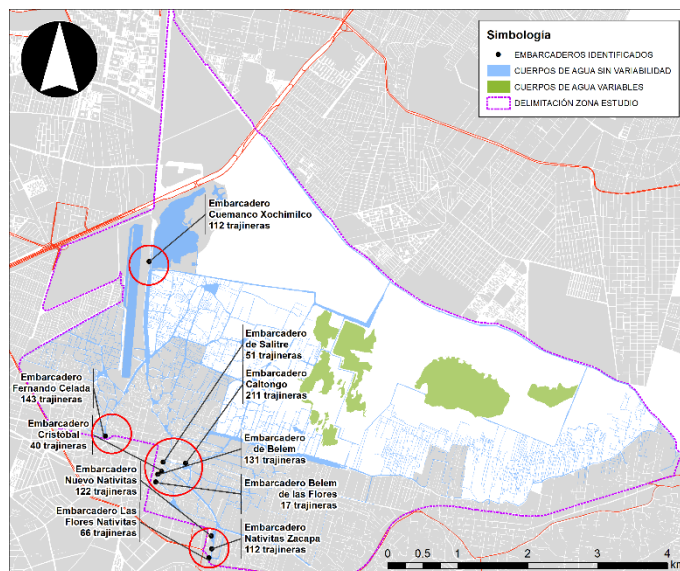 Simbologia
EMBARCADEROS IDENTIFICADOS
CUERPOS DE AGUA SIN VARIABILIDAD
CUERPOS DE AGUA VARIABLES
DELIMITACIÓN ZONA ESTUDIO
Embarcadero
Cuemanco Xochimilco
112 trajineras
Embarcadero
de Salitre
51 trajineras
Embarcadero
Caltongo
211 trajineras
Embarcadero
Fernando Celada
143 trajineras
Embarcadero
Cristobal
40 trajineras
Embarcadero
de Belem
131 trajineras
Embarcadero
Nuevo Nativitas
122 trajineras
Embarcadero Belem
de las Flores
17 trajineras
Embarcadero Las
Flores Nativitas
66 trajineras
Embarcadero
Nativitas Zacapa
112 trajineras
0 0.5 1 2 3 4
km